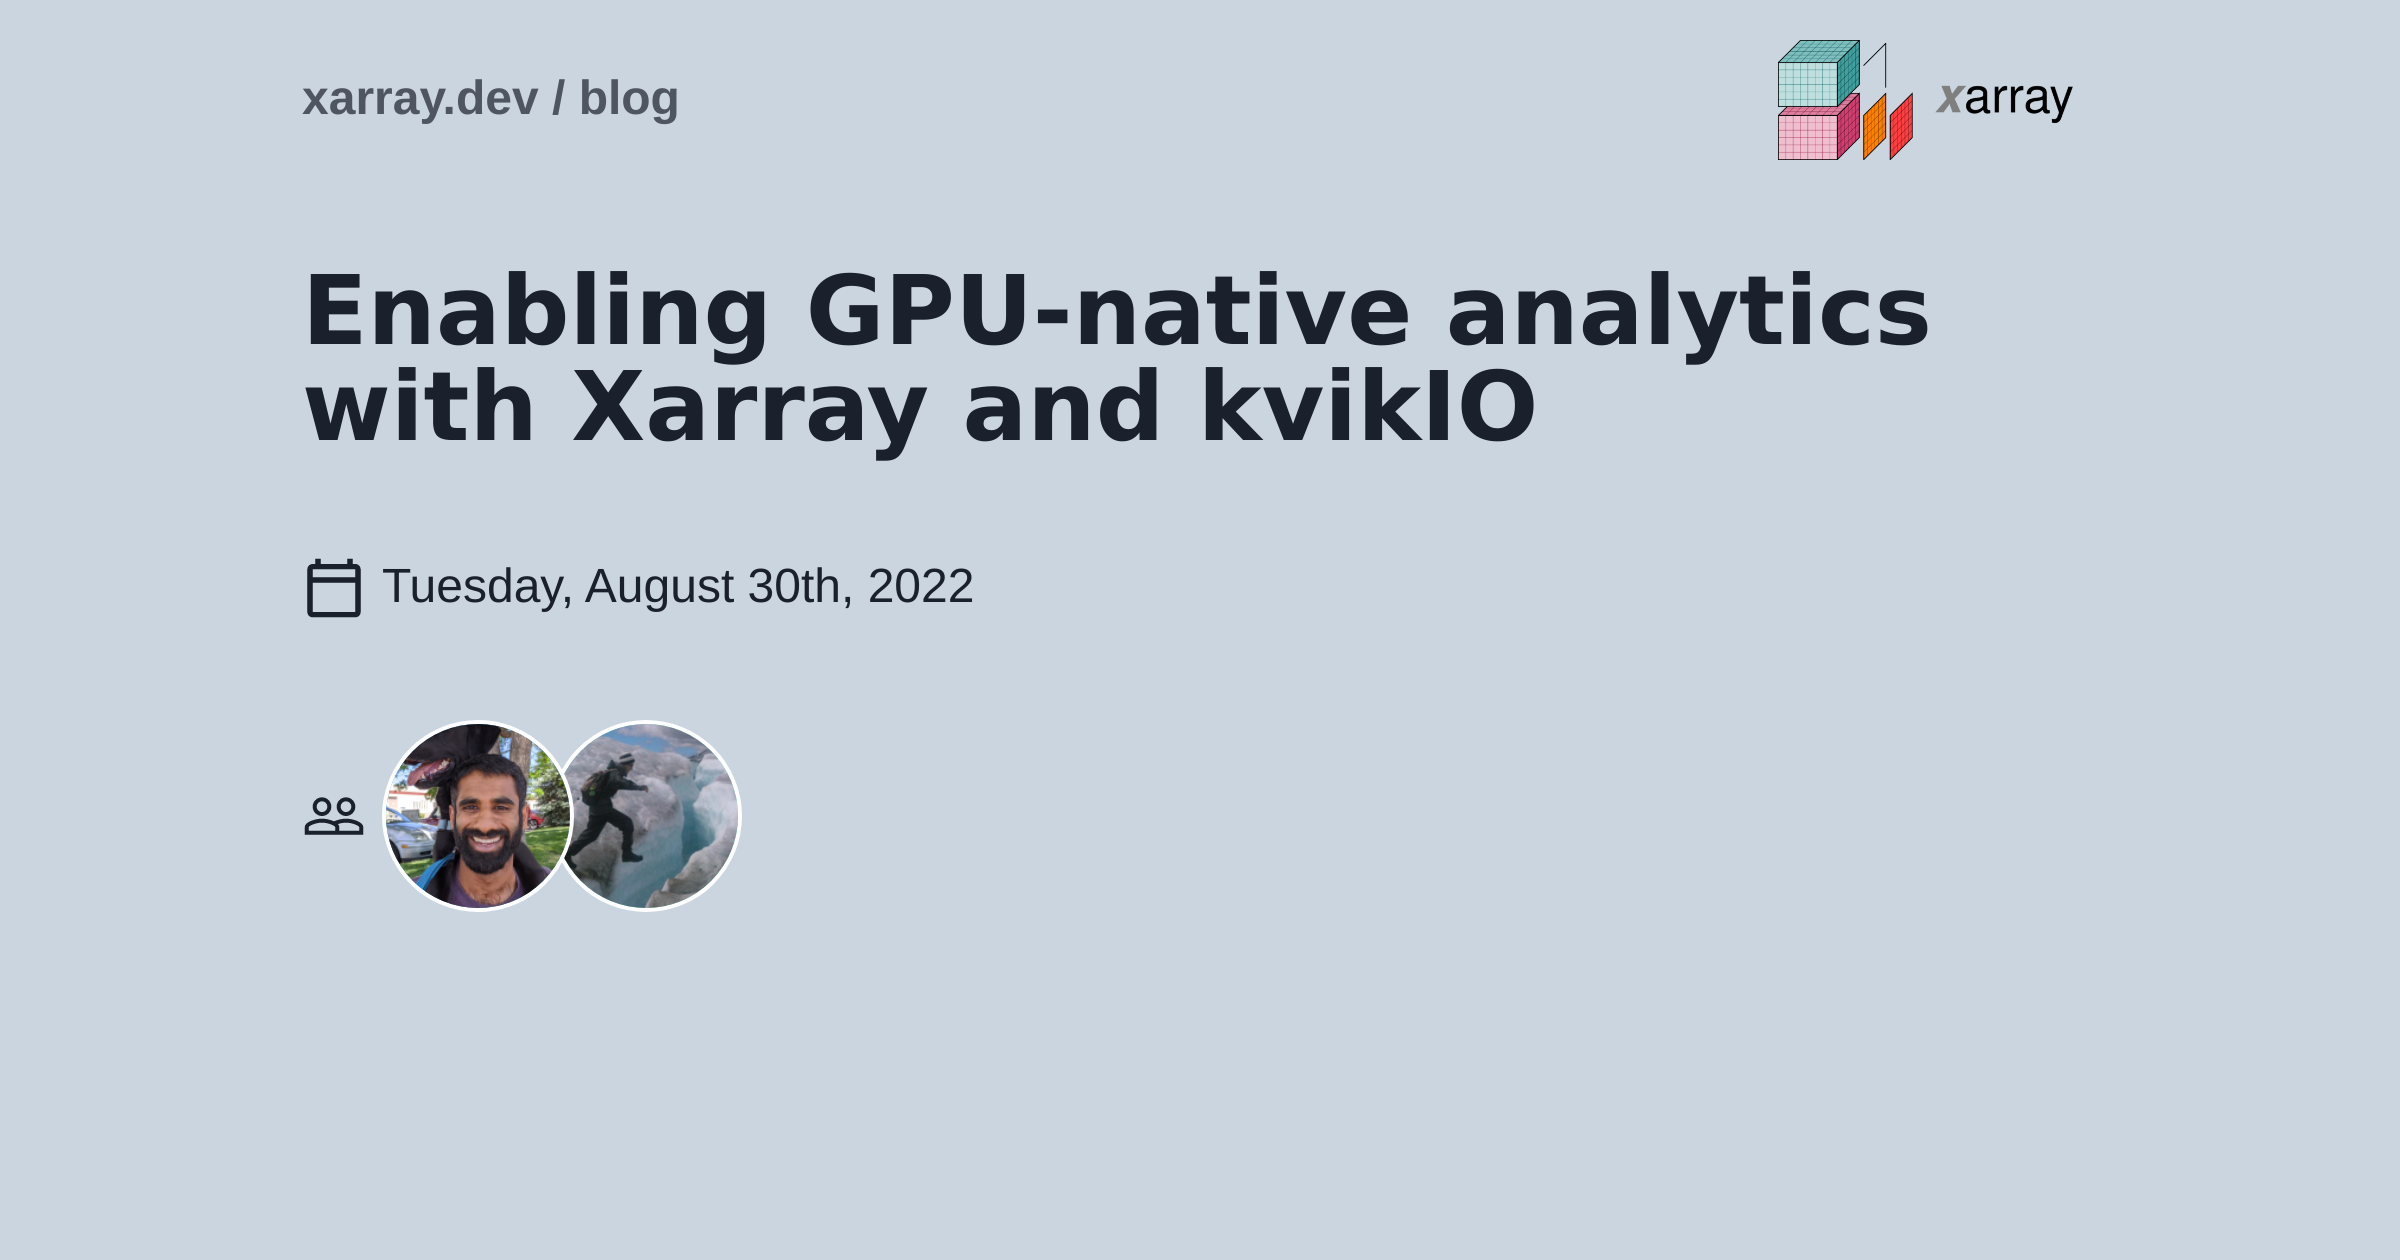 xarray.dev / blog
xarray
Enabling GPU-native analytics
with Xarray and kvikIO
Tuesday, August 30th, 2022